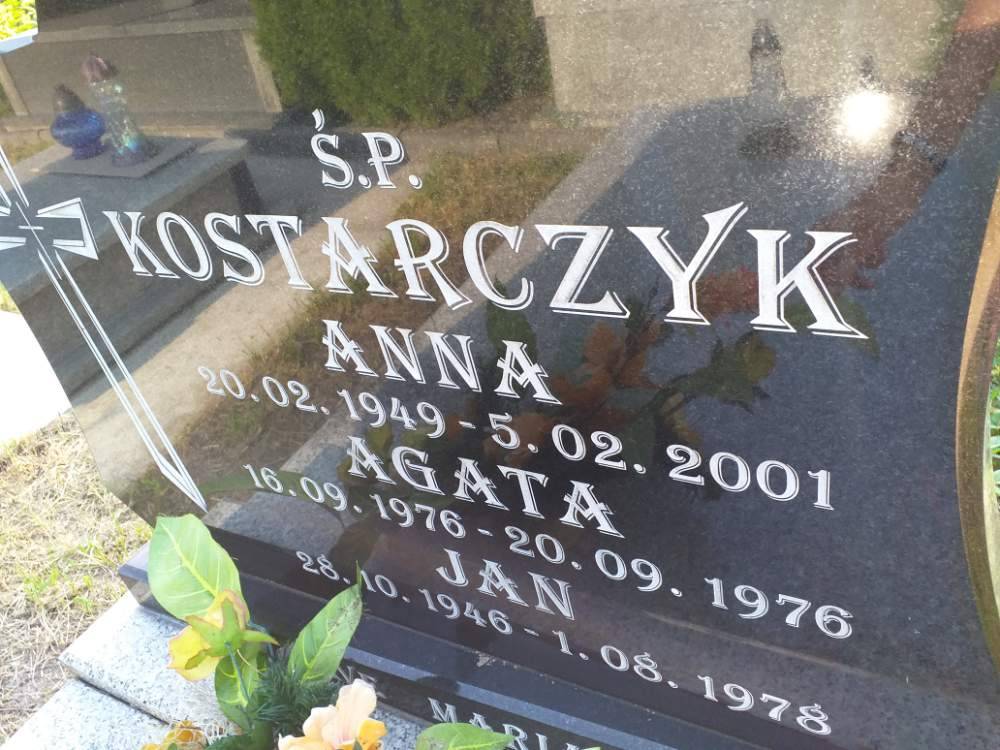 Ś.P.
KOSTARCZYK
ANNA
20.02.1949-5.02.2001
AGATA
16.09.1976-20.09.1976
JAN
28.10.1946-1.08.1978